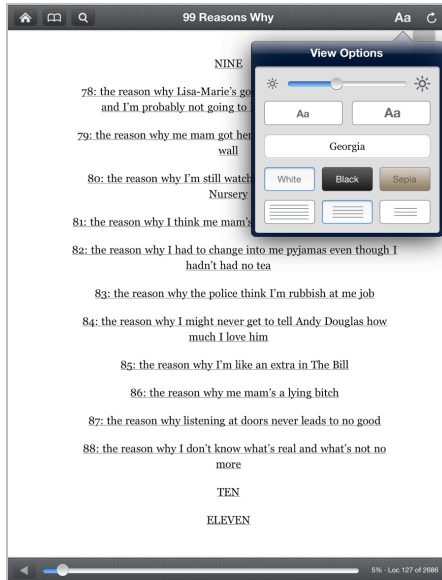 99 Reasons Why
Aa
View Options
Aa Aa
Georgia
White Black Sepia
NINE
78: the reason why Lisa-Marie's go
and I'm probably not going to
79: the reason why me mam got her
wall
80: the reason why I'm still watch
Nursery
81: the reason why I think me mam's
82: the reason why I had to change into me pyjamas even though I
hadn't had no tea
83: the reason why the police think I'm rubbish at me job
84: the reason why I might never get to tell Andy Douglas how
much I love him
85: the reason why I'm like an extra in The Bill
86: the reason why me mam's a lying bitch
87: the reason why listening at doors never leads to no good
88: the reason why I don't know what's real and what's not no
more
TEN
ELEVEN
5% · Loc 127 of 2686